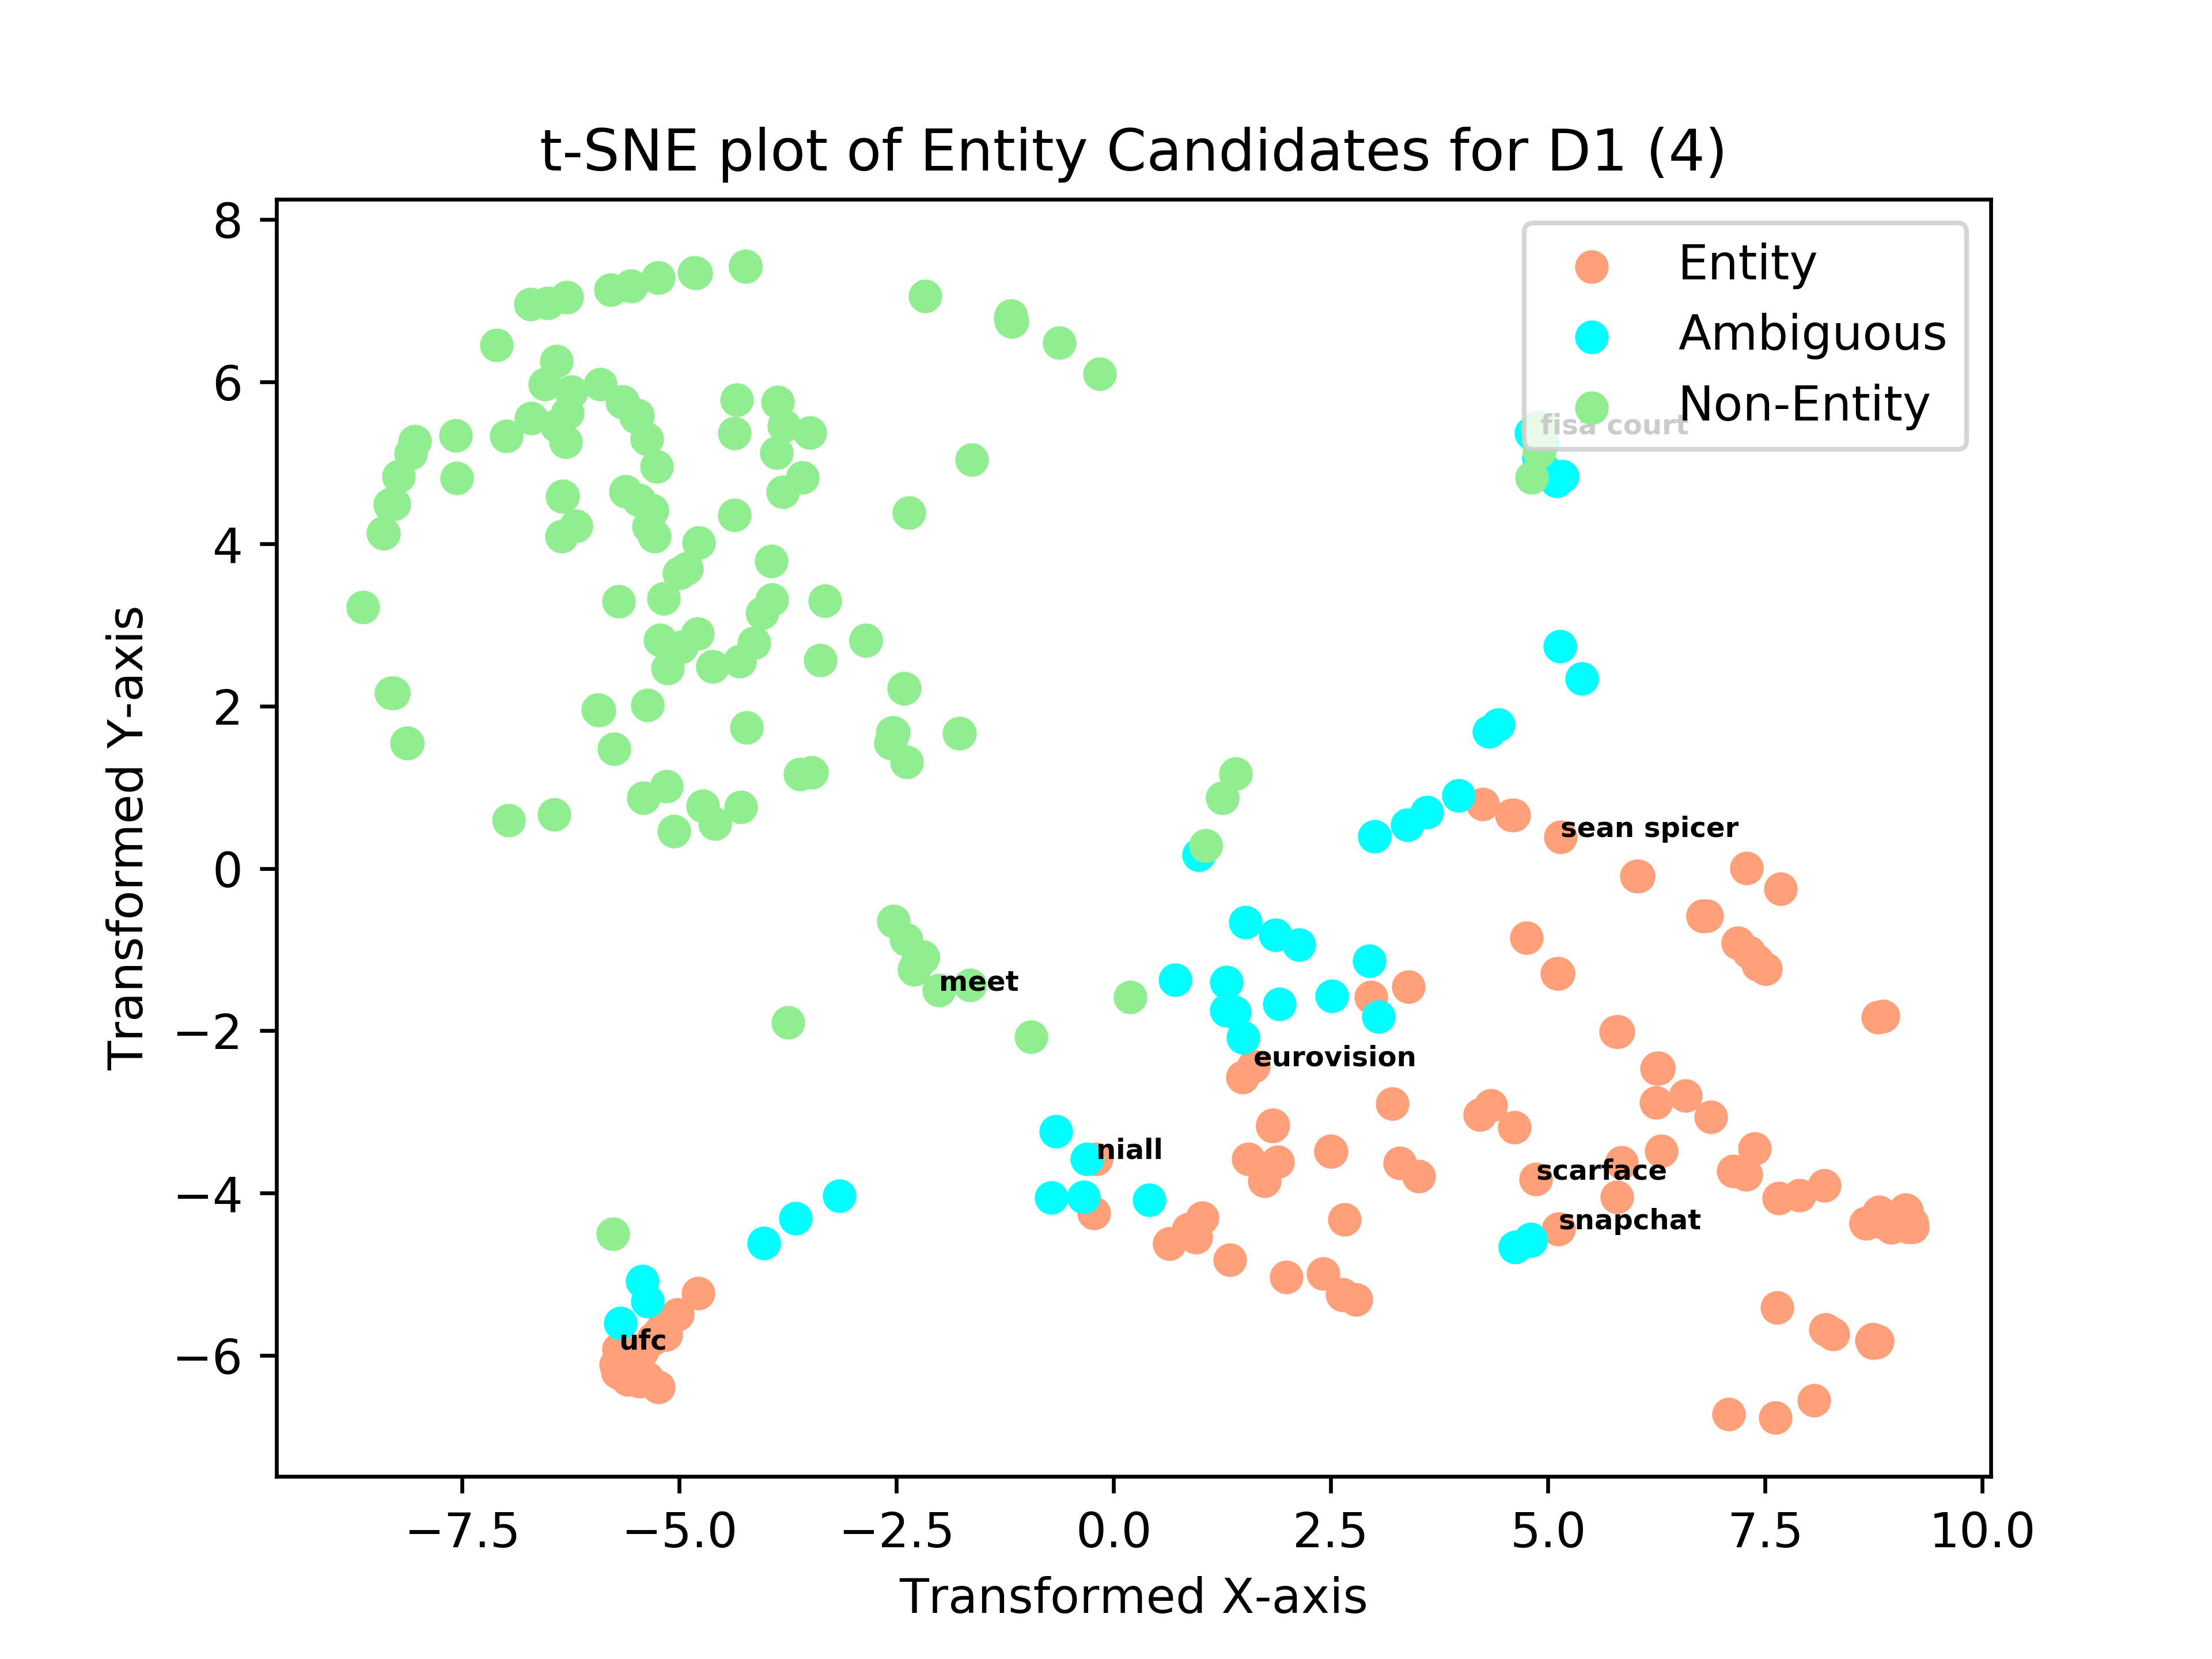 t-SNE plot of Entity Candidates for D1 (4)
8
6
4
2
0
−2
−4
−6
Transformed Y-axis
Entity
Ambiguous
Non-Entity
fisa court
sean spicer
meet
eurovision
niall
scarface
snapchat
ufc
−7.5
−5.0
−2.5
0.0
2.5
5.0
7.5
10.0
Transformed X-axis